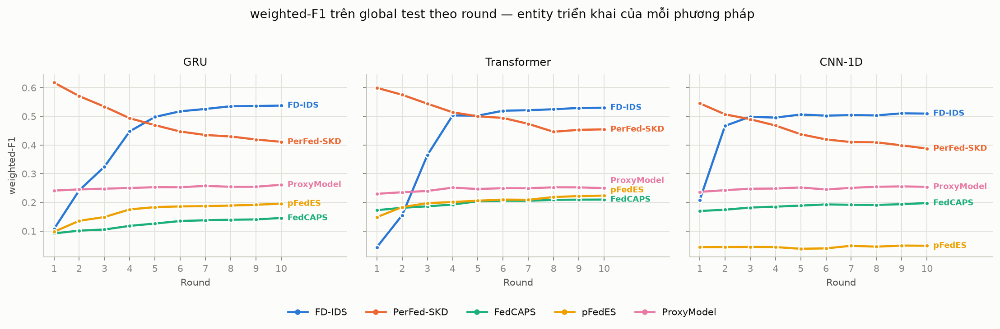 weighted-F1 trên global test theo round — entity triển khai của mỗi phương pháp
GRU
Transformer
CNN-1D
weighted-F1
0.6
0.5
0.4
0.3
0.2
0.1
FD-IDS
PerFed-SKD
ProxyModel
pFedES
FedCAPS
1 2 3 4 5 6 7 8 9 10
Round
FD-IDS
PerFed-SKD
ProxyModel
pFedES
FedCAPS
1 2 3 4 5 6 7 8 9 10
Round
FD-IDS
PerFed-SKD
ProxyModel
FedCAPS
pFedES
1 2 3 4 5 6 7 8 9 10
Round
FD-IDS PerFed-SKD FedCAPS pFedES ProxyModel